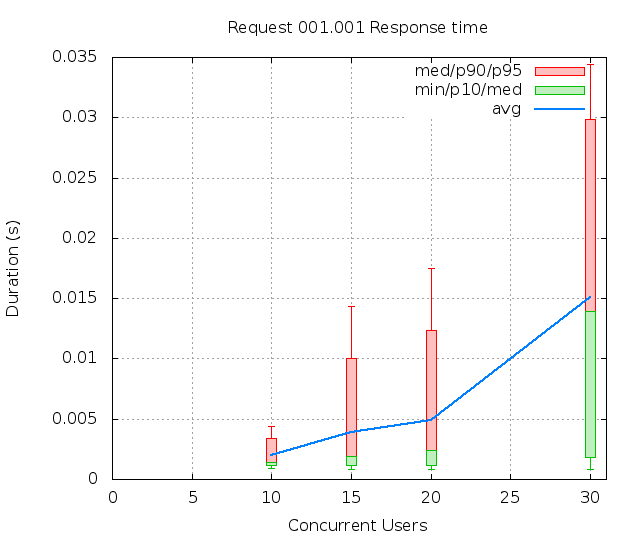 Request 001.001 Response time
med/p90/p95
min/p10/med
avg
0.035
0.03
0.025
0.02
0.015
0.01
0.005
0
0 5 10 15 20 25 30
Duration (s)
Concurrent Users